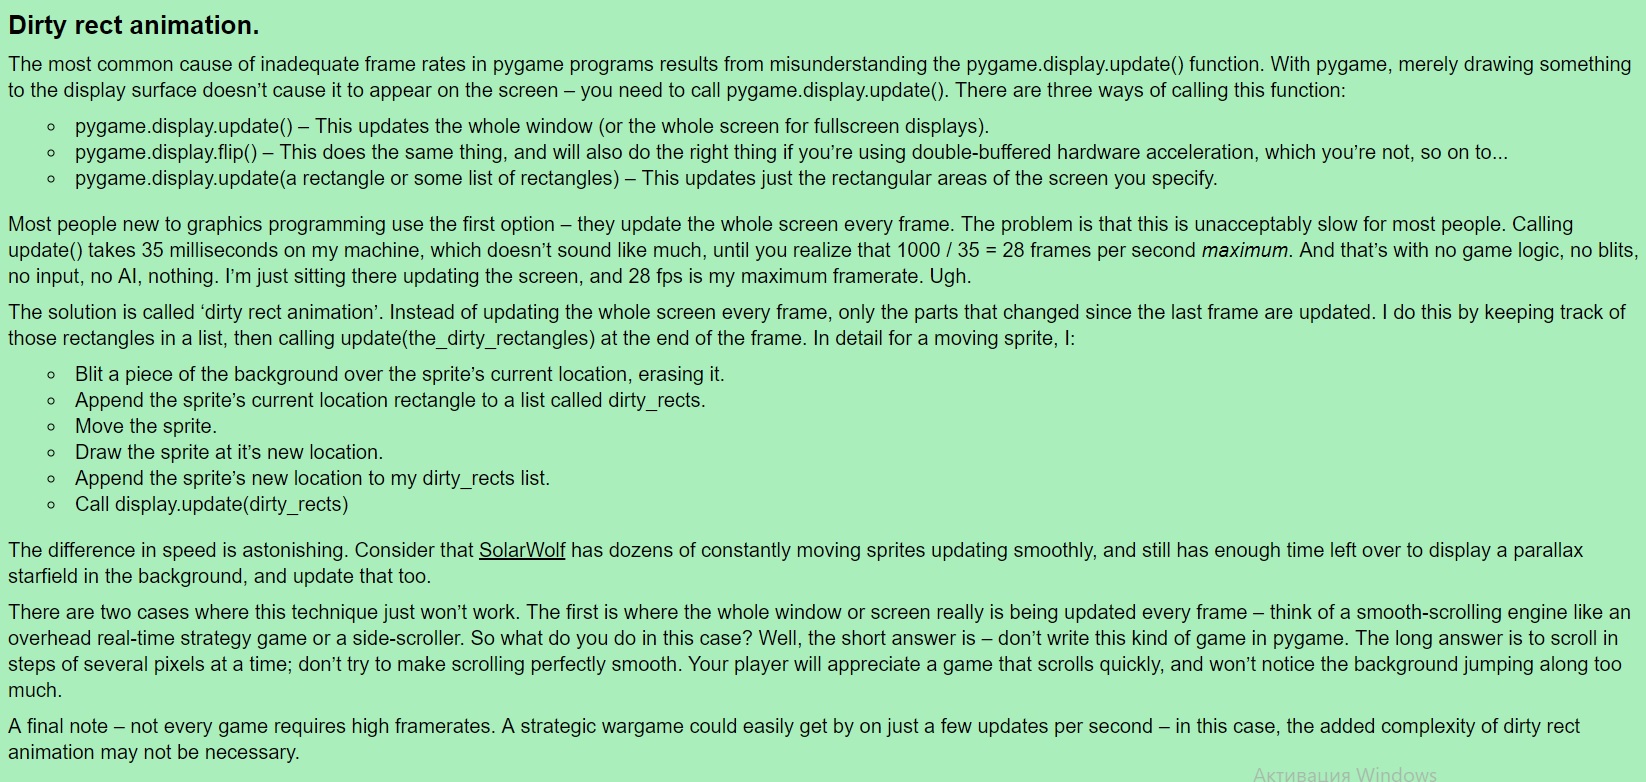 Dirty rect animation.
The most common cause of inadequate frame rates in pygame programs results from misunderstanding the pygame.display.update() function. With pygame, merely drawing something
to the display surface doesn’t cause it to appear on the screen – you need to call pygame.display.update(). There are three ways of calling this function:
◦ pygame.display.update() – This updates the whole window (or the whole screen for fullscreen displays).
◦ pygame.display.flip() – This does the same thing, and will also do the right thing if you’re using double-buffered hardware acceleration, which you’re not, so on to...
◦ pygame.display.update(a rectangle or some list of rectangles) – This updates just the rectangular areas of the screen you specify.
Most people new to graphics programming use the first option – they update the whole screen every frame. The problem is that this is unacceptably slow for most people. Calling
update() takes 35 milliseconds on my machine, which doesn’t sound like much, until you realize that 1000 / 35 = 28 frames per second maximum. And that’s with no game logic, no blits,
no input, no AI, nothing. I’m just sitting there updating the screen, and 28 fps is my maximum framerate. Ugh.
The solution is called ‘dirty rect animation’. Instead of updating the whole screen every frame, only the parts that changed since the last frame are updated. I do this by keeping track of
those rectangles in a list, then calling update(the_dirty_rectangles) at the end of the frame. In detail for a moving sprite, I:
◦ Blit a piece of the background over the sprite’s current location, erasing it.
◦ Append the sprite’s current location rectangle to a list called dirty_rects.
◦ Move the sprite.
◦ Draw the sprite at it’s new location.
◦ Append the sprite’s new location to my dirty_rects list.
◦ Call display.update(dirty_rects)
The difference in speed is astonishing. Consider that SolarWolf has dozens of constantly moving sprites updating smoothly, and still has enough time left over to display a parallax
starfield in the background, and update that too.
There are two cases where this technique just won’t work. The first is where the whole window or screen really is being updated every frame – think of a smooth-scrolling engine like an
overhead real-time strategy game or a side-scroller. So what do you do in this case? Well, the short answer is – don’t write this kind of game in pygame. The long answer is to scroll in
steps of several pixels at a time; don’t try to make scrolling perfectly smooth. Your player will appreciate a game that scrolls quickly, and won’t notice the background jumping along too
much.
A final note – not every game requires high framerates. A strategic wargame could easily get by on just a few updates per second – in this case, the added complexity of dirty rect
animation may not be necessary.
Активация Windows